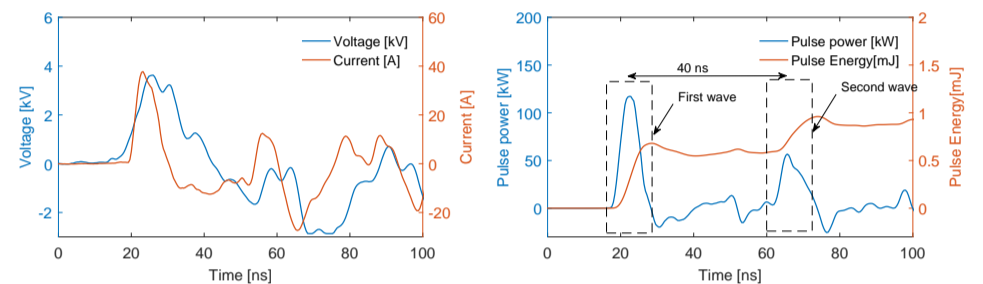 6
4
2
0
-2
Voltage [kV]
60
40
20
0
-20
Current [A]
Voltage [kV]
Current [A]
0
20
40
60
80
100
Time [ns]
200
150
100
50
0
Pulse power [kW]
2
1.5
1
0.5
0
Pulse Energy [mJ]
Pulse power [kW]
Pulse Energy[mJ]
40 ns
First wave
Second wave
0
20
40
60
80
100
Time [ns]